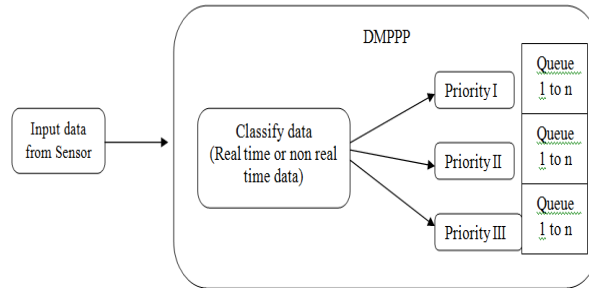 DMPPP
Input data
from Sensor
Classify data
(Real time or non real
time data)
Priority I
Queue
1 to n
Priority II
Queue
1 to n
Priority III
Queue
1 to n